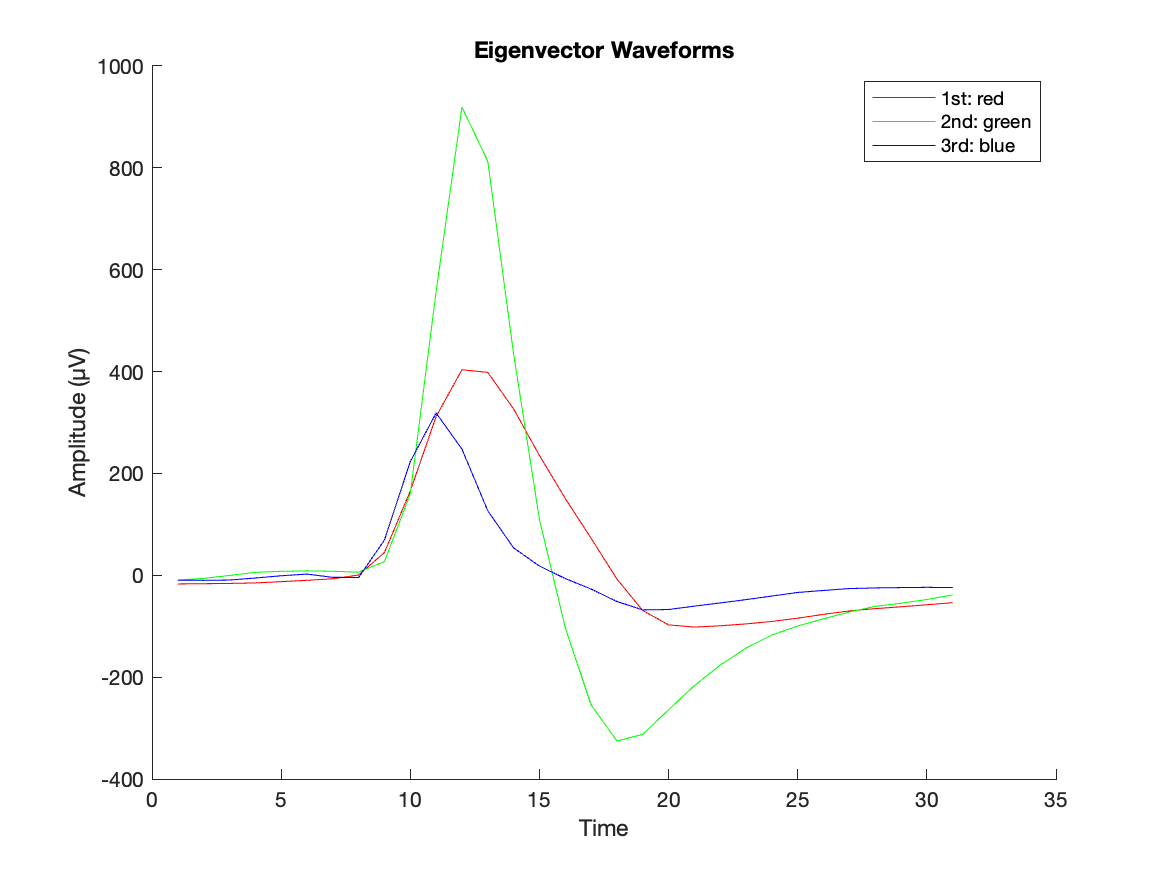 Eigenvector Waveforms
1st: red
2nd: green
3rd: blue
1000
800
600
400
200
0
-200
-400
Amplitude (μV)
0 5 10 15 20 25 30 35
Time